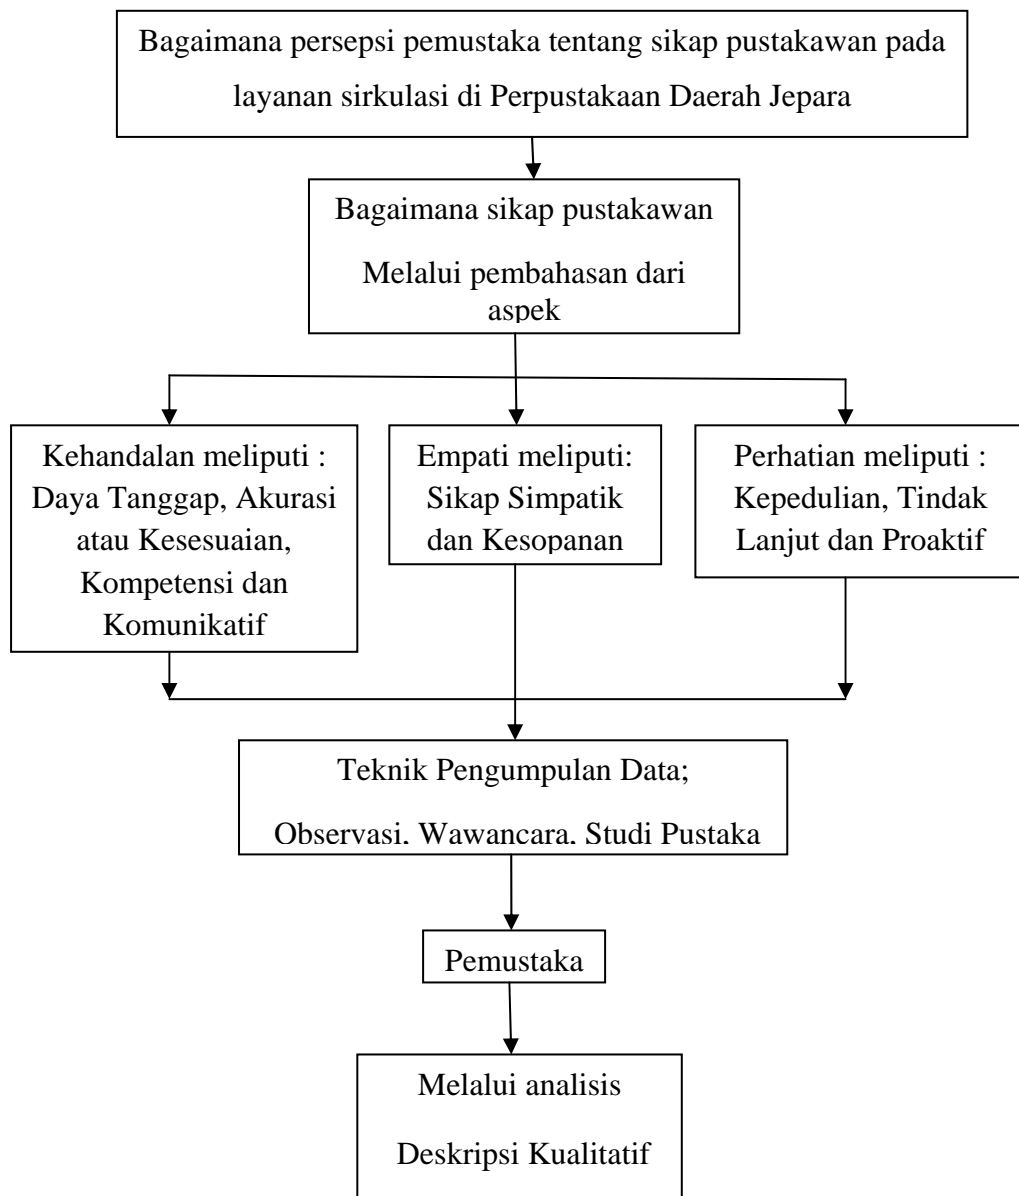 Bagaimana persepsi pemustaka tentang sikap pustakawan pada
layanan sirkulasi di Perpustakaan Daerah Jepara
Bagaimana sikap pustakawan
Melalui pembahasan dari
aspek
Kehandalan meliputi :
Daya Tanggap, Akurasi
atau Kesesuaian,
Kompetensi dan
Komunikatif
Empati meliputi:
Sikap Simpatik
dan Kesopanan
Perhatian meliputi :
Kepedulian, Tindak
Lanjut dan Proaktif
Teknik Pengumpulan Data;
Observasi, Wawancara, Studi Pustaka
Pemustaka
Melalui analisis
Deskripsi Kualitatif